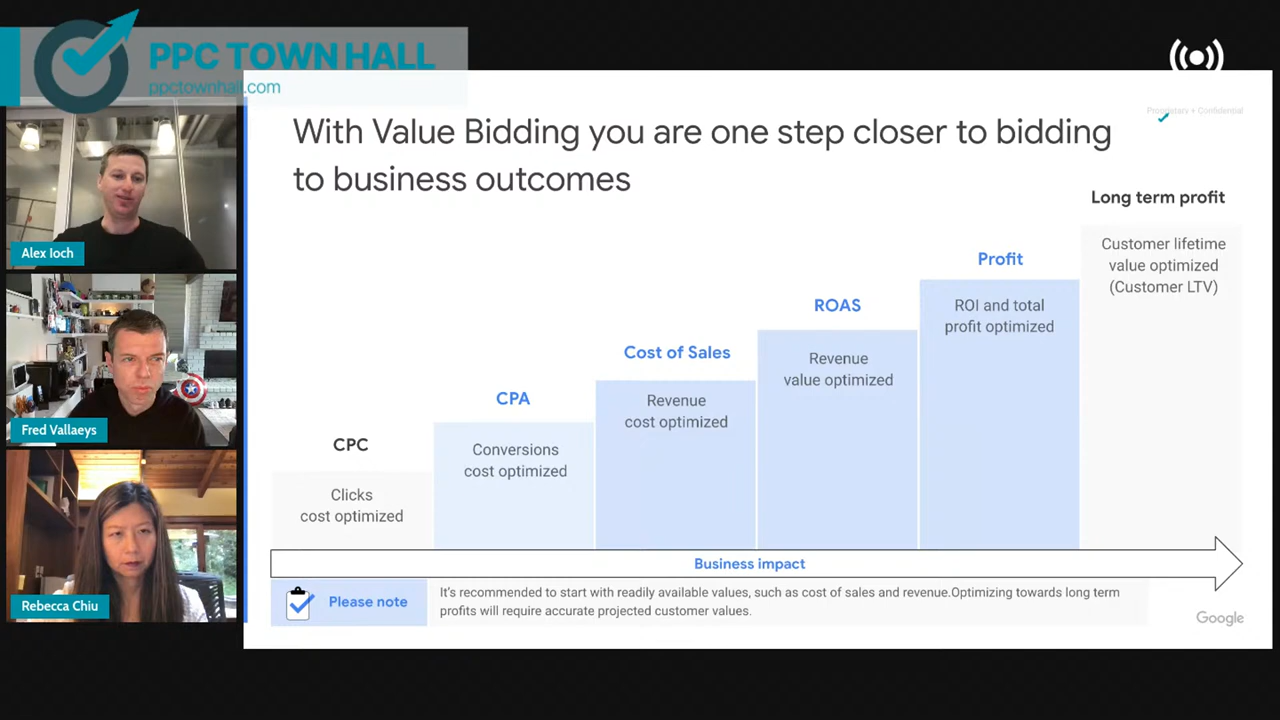 PPC TOWN HALL
ppctownhall.com
Proprietary + Confidential
With Value Bidding you are one step closer to bidding
to business outcomes
Alex Ioch
Fred Vallaeys
Rebecca Chiu
CPC
Clicks
cost optimized
CPA
Conversions
cost optimized
Cost of Sales
Revenue
cost optimized
ROAS
Revenue
value optimized
Profit
ROI and total
profit optimized
Long term profit
Customer lifetime
value optimized
(Customer LTV)
Business impact
Please note
It's recommended to start with readily available values, such as cost of sales and revenue.Optimizing towards long term
profits will require accurate projected customer values.
Google